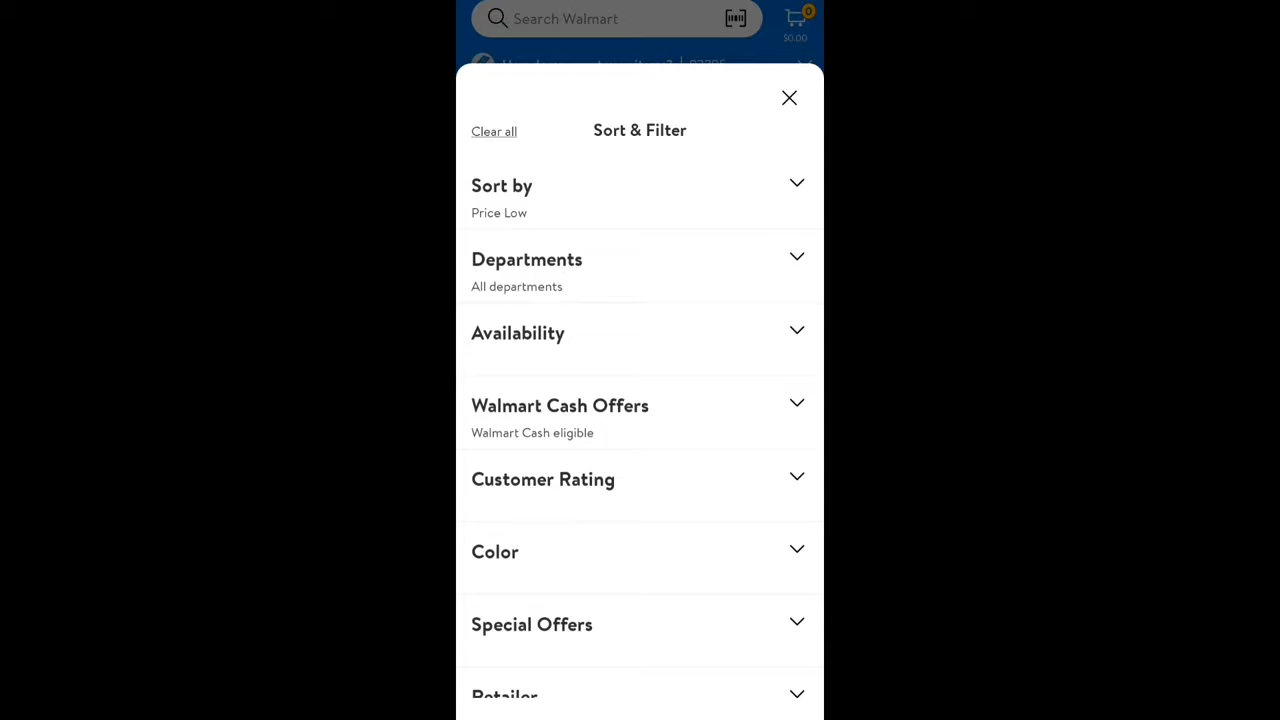 Search Walmart
0
$0.00
Clear all
Sort & Filter
Sort by
Price Low
Departments
All departments
Availability
Walmart Cash Offers
Walmart Cash eligible
Customer Rating
Color
Special Offers
Retailer